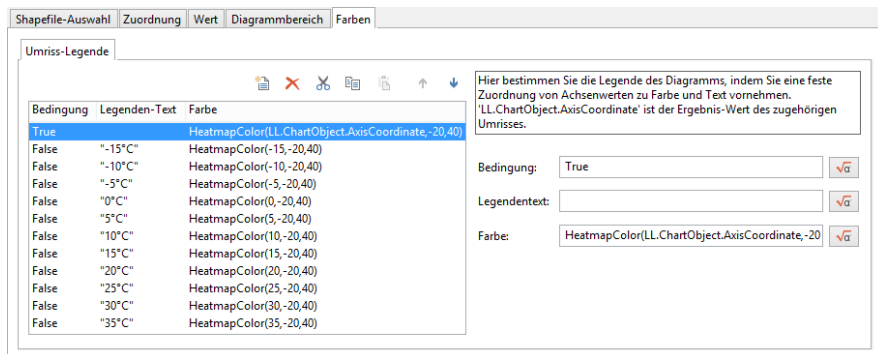 Shapefile-Auswahl Zuordnung Wert Diagrammbereich Farben
Umriss-Legende
Bedingung Legenden-Text Farbe
True HeatmapColor(LL.ChartObject.AxisCoordinate,-20,40)
False "-15°C" HeatmapColor(-15,-20,40)
False "-10°C" HeatmapColor(-10,-20,40)
False "-5°C" HeatmapColor(-5,-20,40)
False "0°C" HeatmapColor(0,-20,40)
False "5°C" HeatmapColor(5,-20,40)
False "10°C" HeatmapColor(10,-20,40)
False "15°C" HeatmapColor(15,-20,40)
False "20°C" HeatmapColor(20,-20,40)
False "25°C" HeatmapColor(25,-20,40)
False "30°C" HeatmapColor(30,-20,40)
False "35°C" HeatmapColor(35,-20,40)
Hier bestimmen Sie die Legende des Diagramms, indem Sie eine feste
Zuordnung von Achsenwerten zu Farbe und Text vornehmen.
'LL.ChartObject.AxisCoordinate' ist der Ergebnis-Wert des zugehörigen
Umrisses.
Bedingung: True √α
Legendentext: √α
Farbe: HeatmapColor(LL.ChartObject.AxisCoordinate,-20 √α